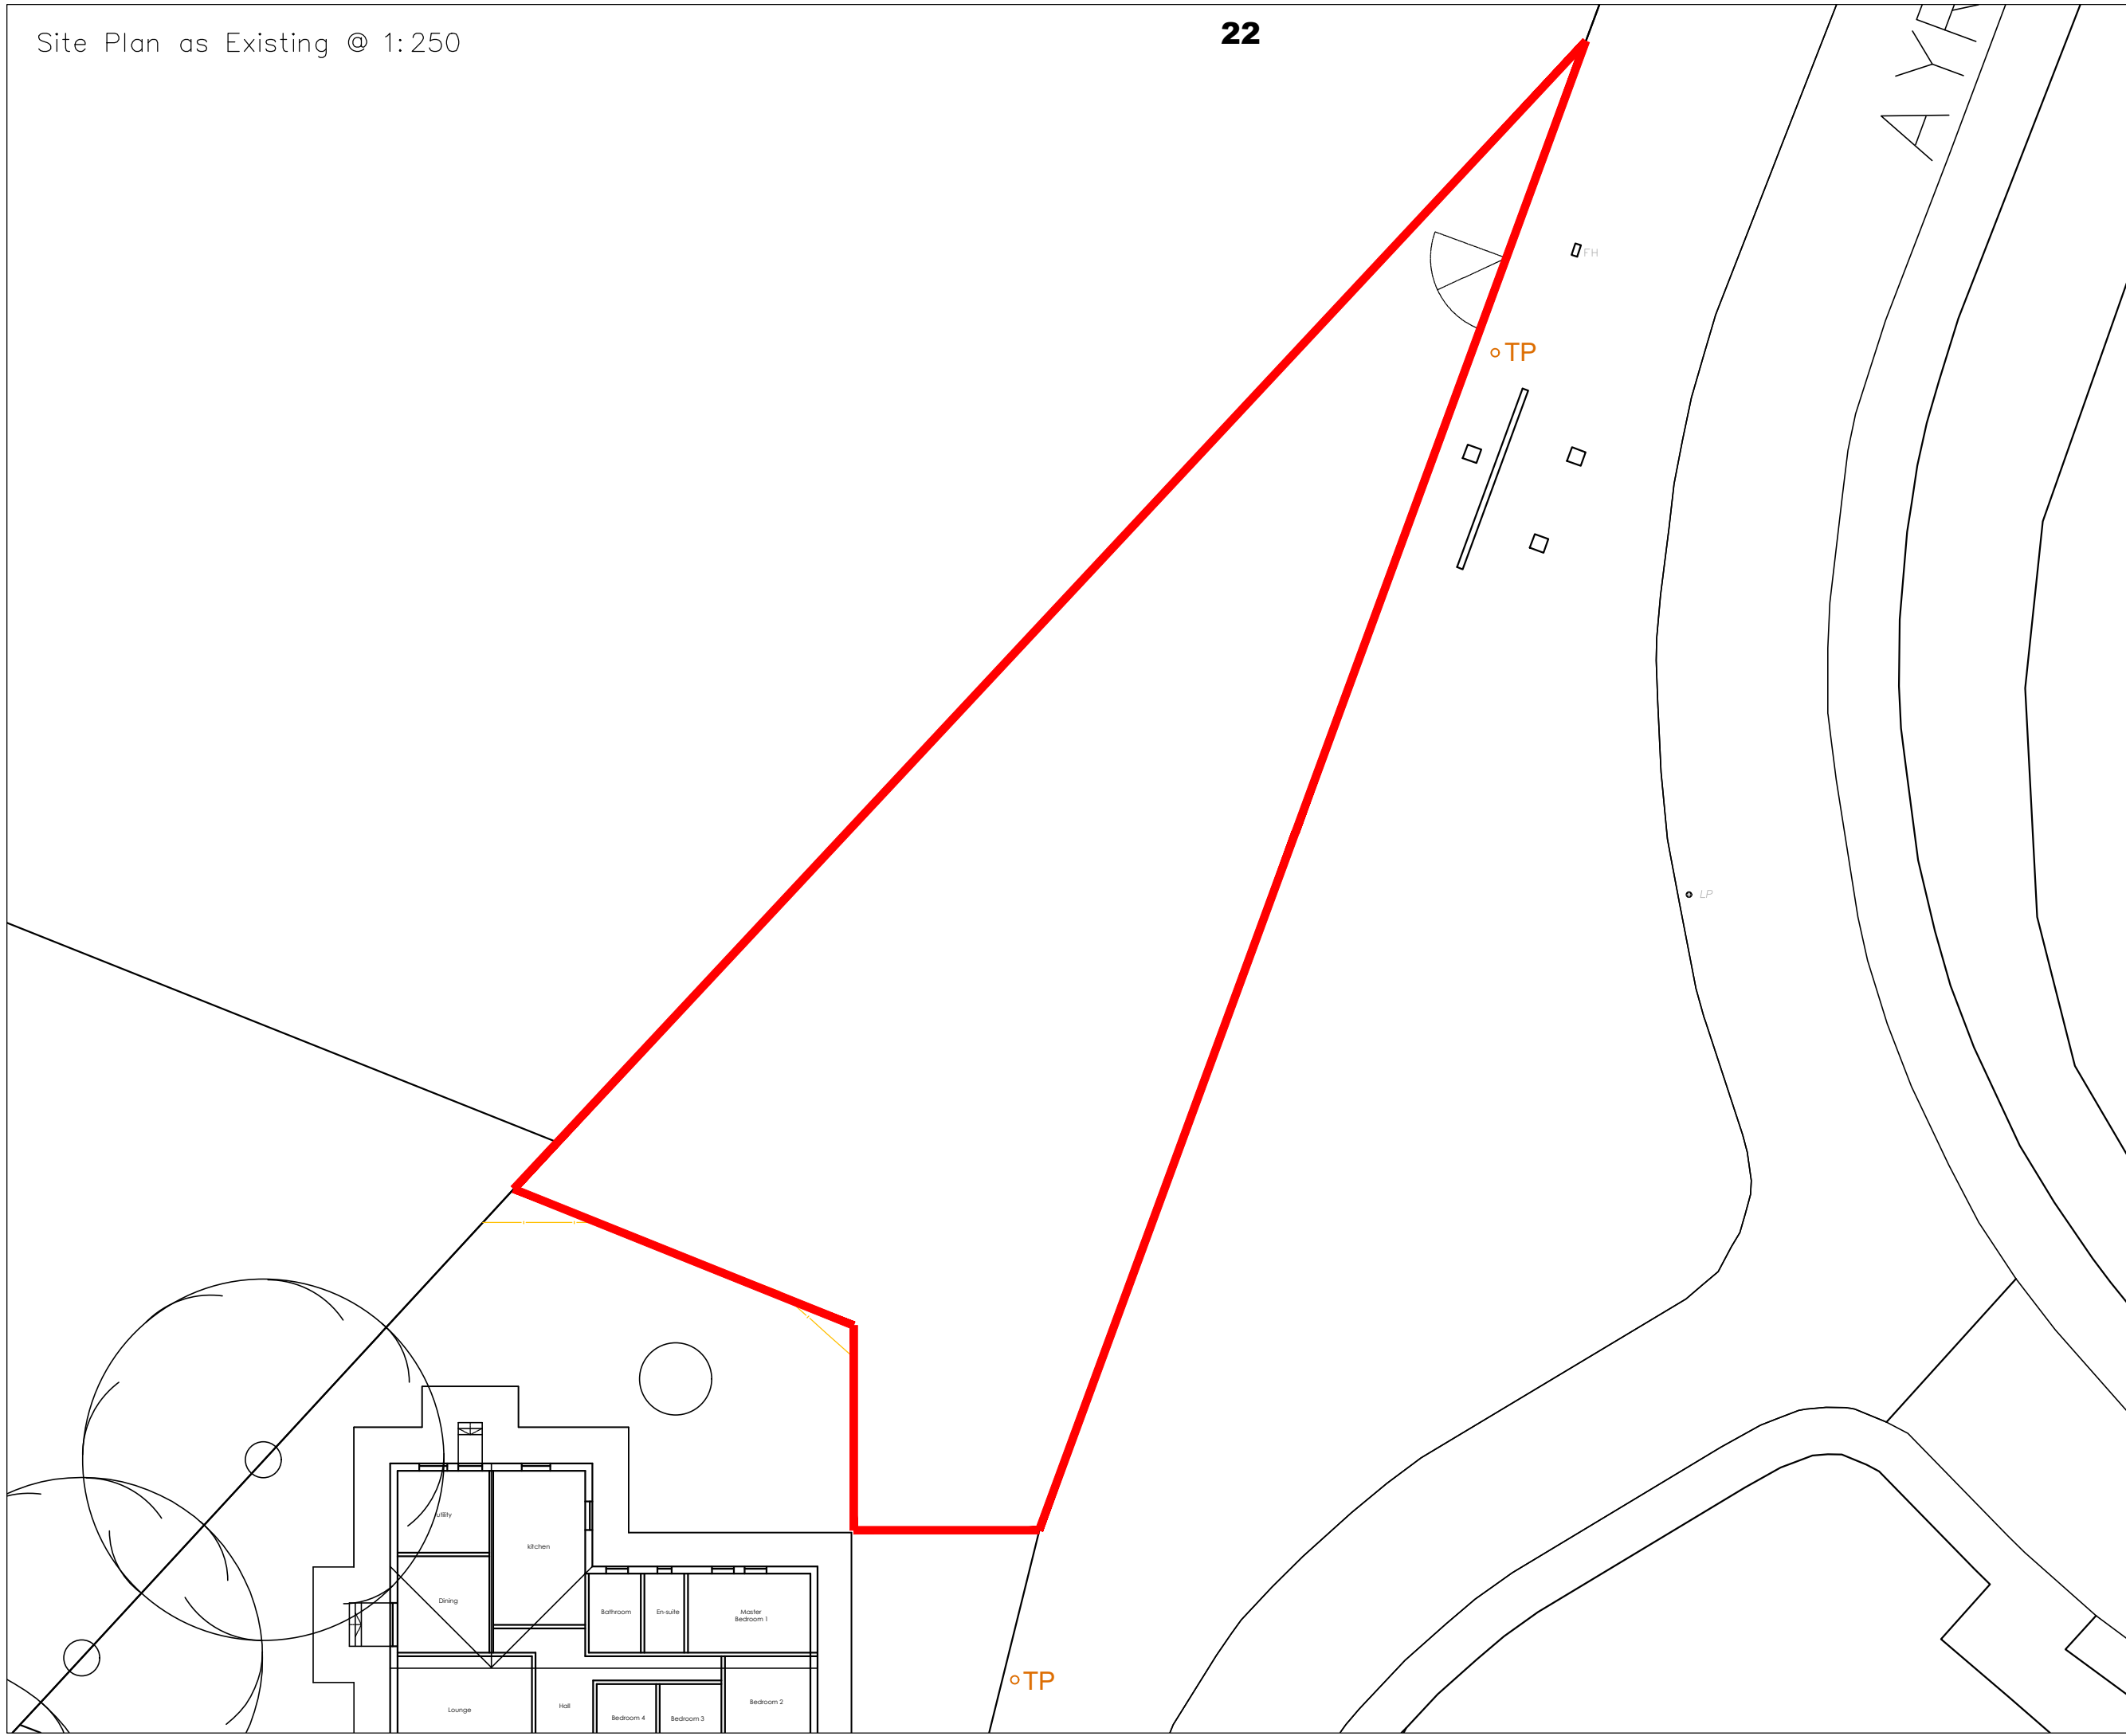 Site Plan as Existing @ 1:250
22
AY
FH
TP
LP
utility
kitchen
Dining
Bathroom
En-suite
Master
Bedroom 1
TP
Bedroom 2
Lounge
Hall
Bedroom 4
Bedroom 3